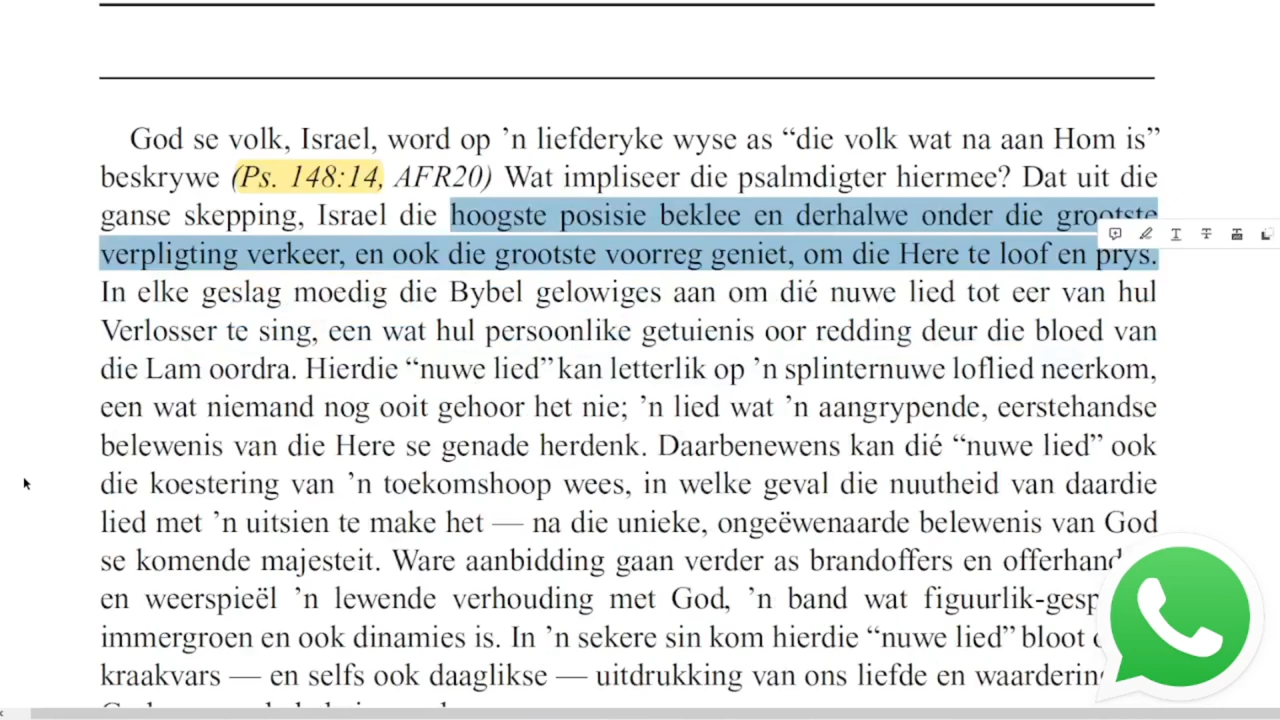 God se volk, Israel, word op ’n liefderyke wyse as “die volk wat na aan Hom is”
beskrywe (Ps. 148:14, AFR20) Wat impliseer die psalmdigter hiermee? Dat uit die
ganse skepping, Israel die hoogste posisie beklee en derhalwe onder die grootste
verpligting verkeer, en ook die grootste voorreg geniet, om die Here te loof en prys.
In elke geslag moedig die Bybel gelowiges aan om dié nuwe lied tot eer van hul
Verlosser te sing, een wat hul persoonlike getuienis oor redding deur die bloed van
die Lam oordra. Hierdie “nuwe lied” kan letterlik op ’n splinternuwe loflied neerkom,
een wat niemand nog ooit gehoor het nie; ’n lied wat ’n aangrypende, eerstehandse
belewenis van die Here se genade herdenk. Daarbenewens kan dié “nuwe lied” ook
die koestering van ’n toekomshoop wees, in welke geval die nuutheid van daardie
lied met ’n uitsien te make het — na die unieke, ongeëwenaarde belewenis van God
se komende majesteit. Ware aanbidding gaan verder as brandoffers en
en weerspieël ’n lewende verhouding met God, ’n band wat
immergroen en ook dinamies is. In ’n sekere sin kom hierdie “nuwe lied” bloot
kraakvars — en selfs ook daaglikse — uitdrukking van ons liefde en